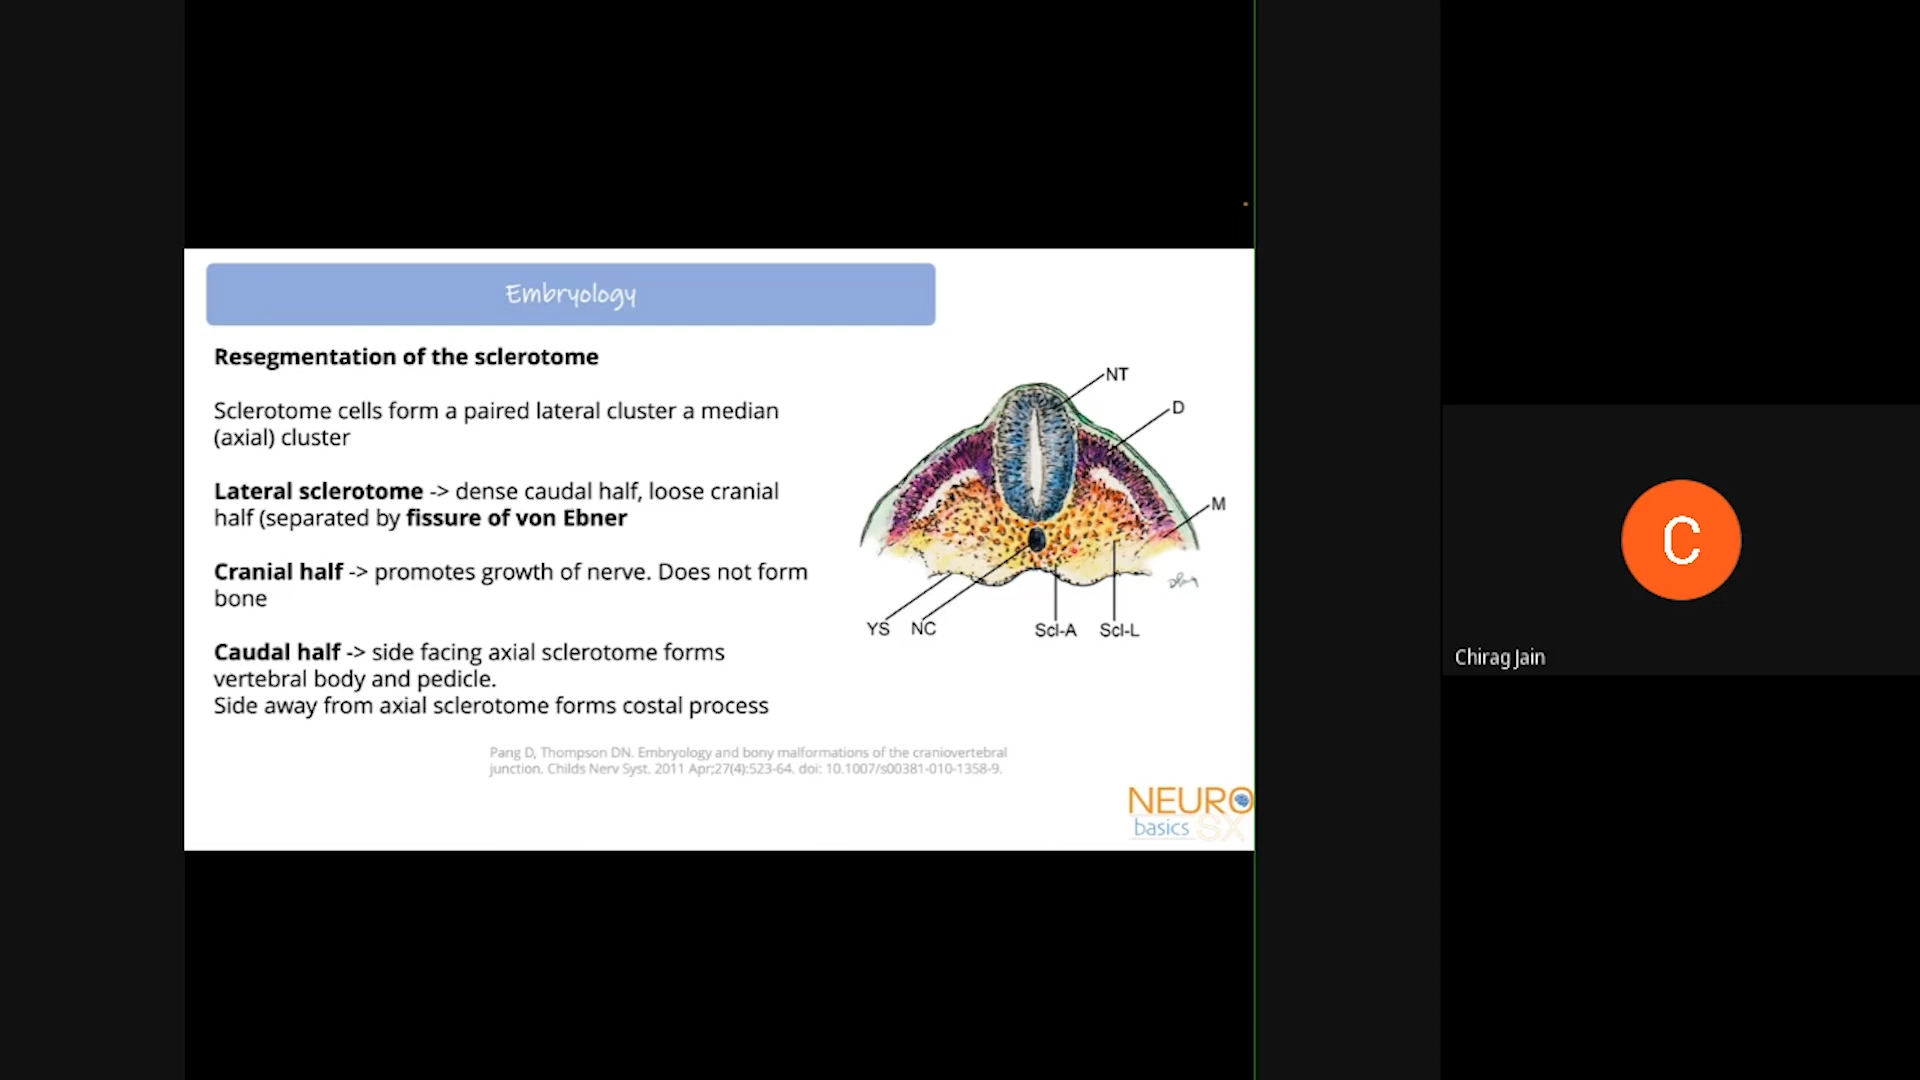 Embryology
Resegmentation of the sclerotome
Sclerotome cells form a paired lateral cluster a median
(axial) cluster
Lateral sclerotome -> dense caudal half, loose cranial
half (separated by fissure of von Ebner
Cranial half -> promotes growth of nerve. Does not form
bone
Caudal half -> side facing axial sclerotome forms
vertebral body and pedicle.
Side away from axial sclerotome forms costal process
NT
D
M
YS NC Scl-A Scl-L
Pang D, Thompson DN. Embryology and bony malformations of the craniovertebral
junction. Childs Nerv Syst. 2011 Apr;27(4):523-64. doi: 10.1007/s00381-010-1358-9.
NEURO
basics SX
C
Chirag Jain